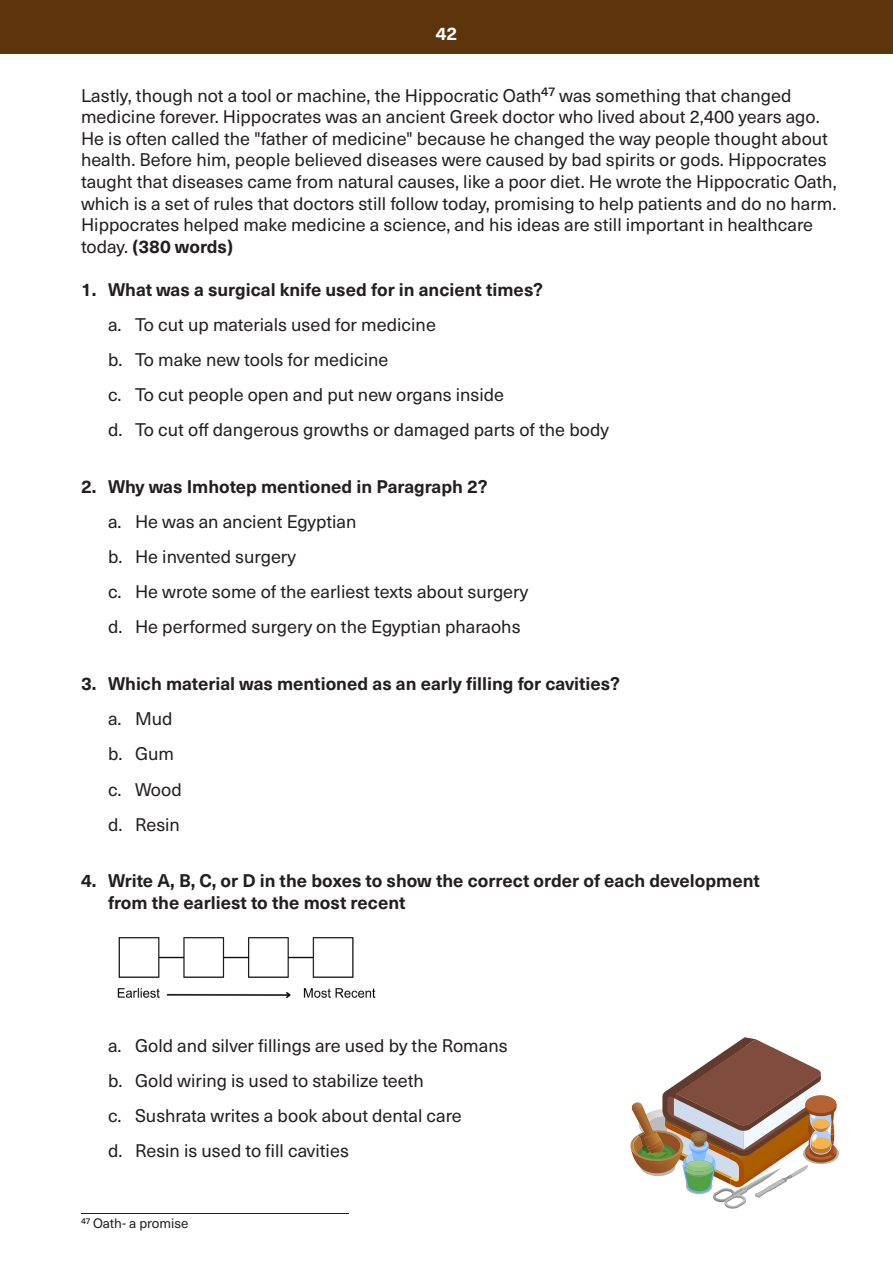 42
Lastly, though not a tool or machine, the Hippocratic Oath⁴⁷ was something that changed
medicine forever. Hippocrates was an ancient Greek doctor who lived about 2,400 years ago.
He is often called the "father of medicine" because he changed the way people thought about
health. Before him, people believed diseases were caused by bad spirits or gods. Hippocrates
taught that diseases came from natural causes, like a poor diet. He wrote the Hippocratic Oath,
which is a set of rules that doctors still follow today, promising to help patients and do no harm.
Hippocrates helped make medicine a science, and his ideas are still important in healthcare
today. (380 words)
1. What was a surgical knife used for in ancient times?
a. To cut up materials used for medicine
b. To make new tools for medicine
c. To cut people open and put new organs inside
d. To cut off dangerous growths or damaged parts of the body
2. Why was Imhotep mentioned in Paragraph 2?
a. He was an ancient Egyptian
b. He invented surgery
c. He wrote some of the earliest texts about surgery
d. He performed surgery on the Egyptian pharaohs
3. Which material was mentioned as an early filling for cavities?
a. Mud
b. Gum
c. Wood
d. Resin
4. Write A, B, C, or D in the boxes to show the correct order of each development
from the earliest to the most recent
Earliest Most Recent
a. Gold and silver fillings are used by the Romans
b. Gold wiring is used to stabilize teeth
c. Sushrata writes a book about dental care
d. Resin is used to fill cavities
⁴⁷ Oath- a promise